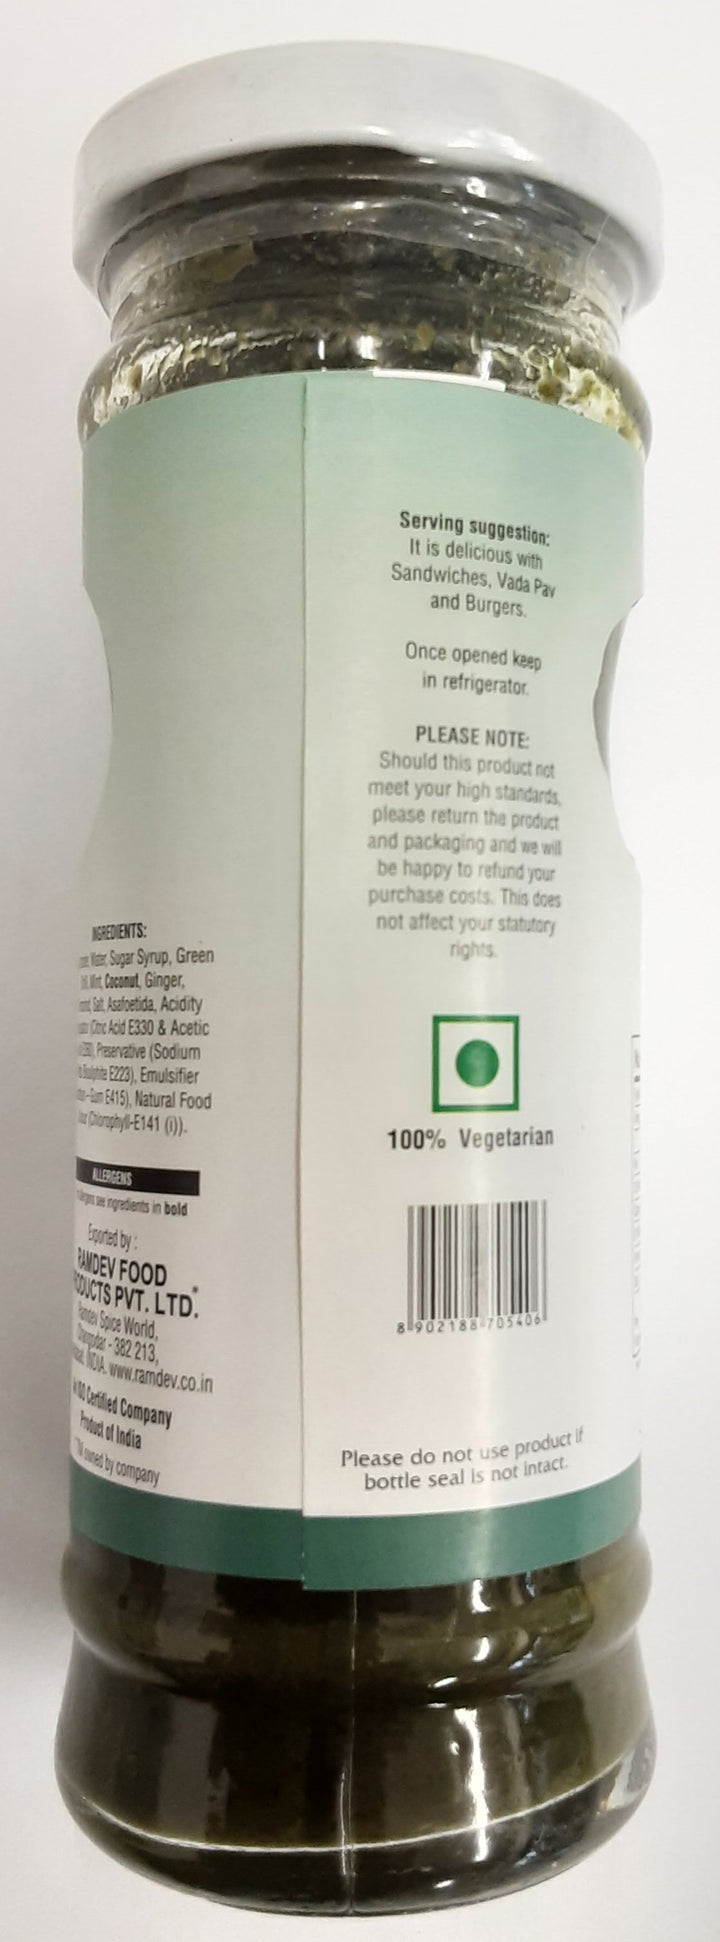 INGREDIENTS:
Water, Sugar Syrup, Green
Mint, Coconut, Ginger,
Salt, Asafoetida, Acidity
(Citric Acid E330 & Acetic
Preservative (Sodium
E223), Emulsifier
Gum E415), Natural Food
(Chlorophyll-E141 (i)).
ALLERGENS
see ingredients in bold
Exported by :
RAMDEV FOOD
PVT. LTD.*
Ramdev Spice World,
Changodar - 382 213,
INDIA. www.ramdev.co.in
ISO Certified Company
Product of India
owned by company
Serving suggestion:
It is delicious with
Sandwiches, Vada Pav
and Burgers.
Once opened keep
in refrigerator.
PLEASE NOTE:
Should this product not
meet your high standards,
please return the product
and packaging and we will
be happy to refund your
purchase costs. This does
not affect your statutory
rights.
100% Vegetarian
8 902188 705406
Please do not use product if
bottle seal is not intact.